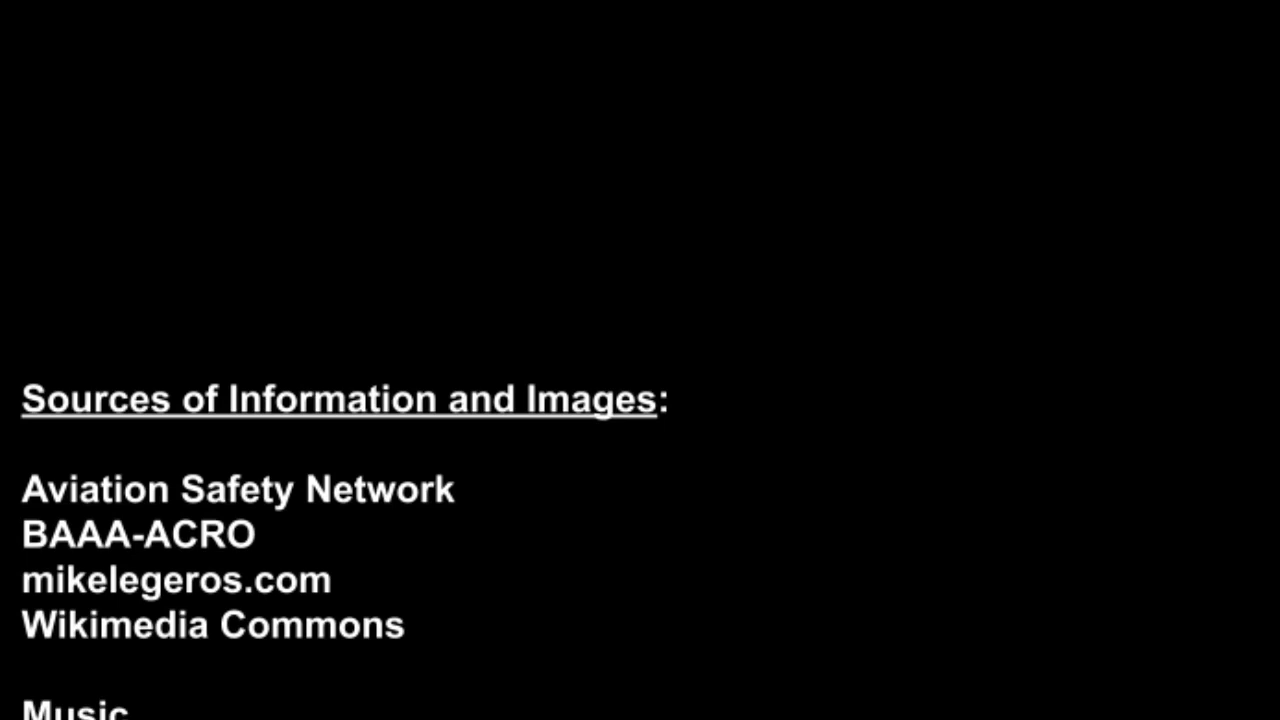 Sources of Information and Images:
Aviation Safety Network
BAAA-ACRO
mikelegeros.com
Wikimedia Commons
Music